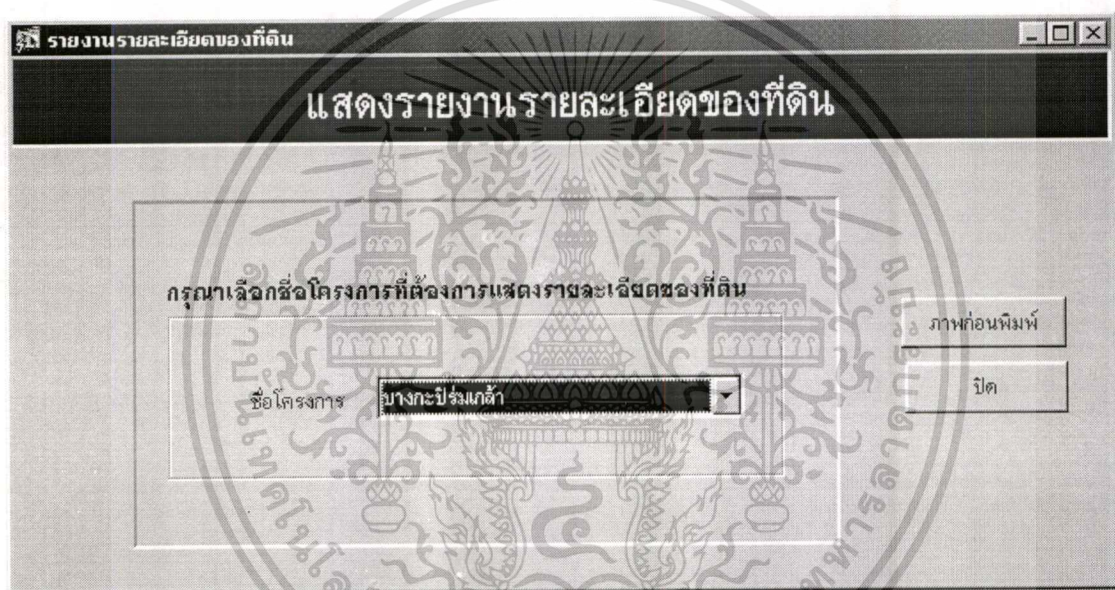 รายงานรายละเอียดของที่ดิน
แสดงรายงานรายละเอียดของที่ดิน
กรุณาเลือกชื่อโครงการที่ต้องการแสดงรายละเอียดของที่ดิน
ชื่อโครงการ
บางกะปิร่มเกล้า
ภาพก่อนพิมพ์
ปิด